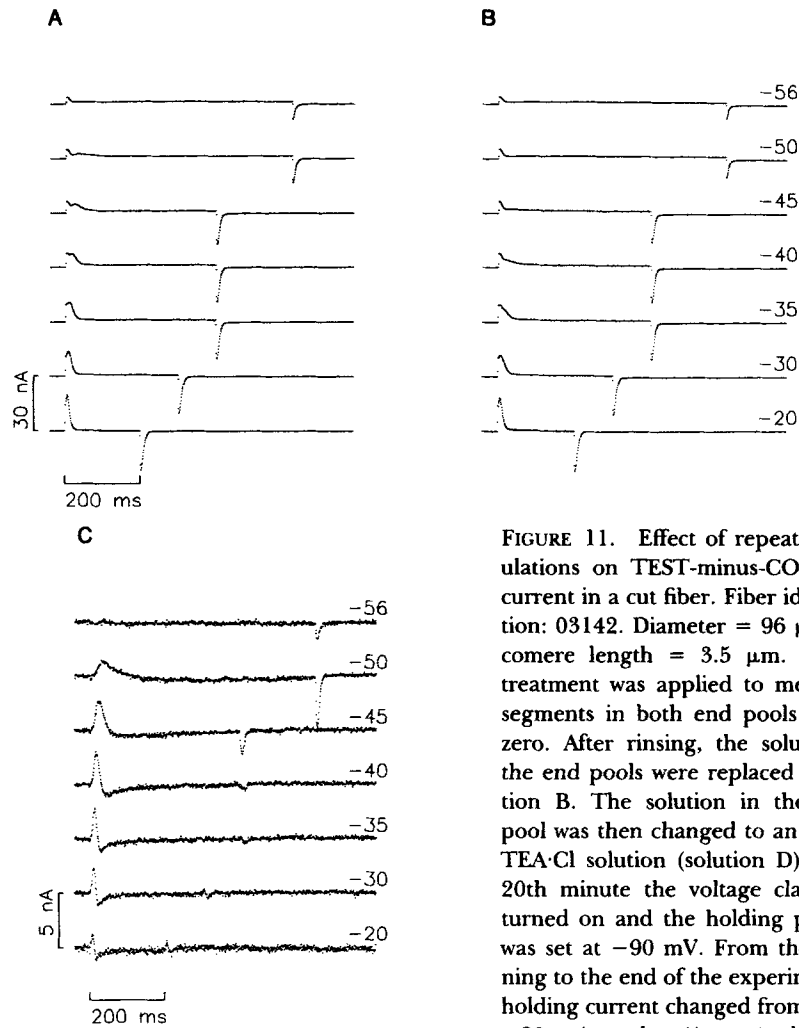 A
B
-56
-50
-45
-40
-35
-30
-20
30 nA
200 ms
200 ms
C
-56
-50
-45
-40
-35
-30
-20
5 nA
200 ms
FIGURE 11. Effect of repeat
ulations on TEST-minus-CO
current in a cut fiber. Fiber id
tion: 03142. Diameter = 96
comere length = 3.5 μm.
treatment was applied to me
segments in both end pools
zero. After rinsing, the solu
the end pools were replaced
tion B. The solution in the
pool was then changed to an
TEA·Cl solution (solution D)
20th minute the voltage cla
turned on and the holding p
was set at −90 mV. From th
ning to the end of the experim
holding current changed from